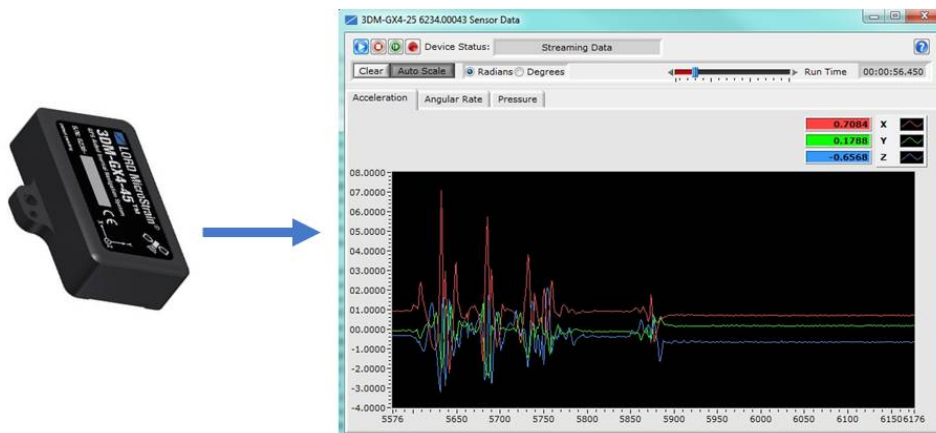 LORD MicroStrain
3DM-GX4-45
3DM-GX4-25 6234.00043 Sensor Data
Device Status: Streaming Data
Clear Auto Scale Radians Degrees Run Time 00:00:56.450
Acceleration Angular Rate Pressure
0.7084 X
0.1788 Y
-0.6568 Z
08.0000
07.0000
06.0000
05.0000
04.0000
03.0000
02.0000
01.0000
00.0000
-1.0000
-2.0000
-3.0000
-4.0000
5576 5650 5700 5750 5800 5850 5900 5950 6000 6050 6100 6150 6176